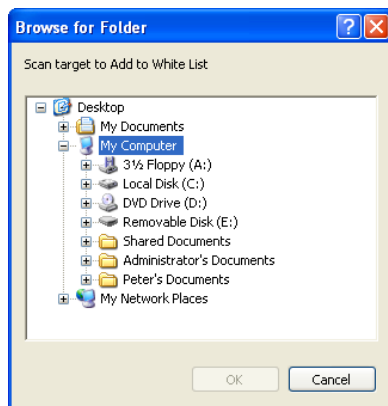 Browse for Folder
Scan target to Add to White List
Desktop
My Documents
My Computer
3½ Floppy (A:)
Local Disk (C:)
DVD Drive (D:)
Removable Disk (E:)
Shared Documents
Administrator's Documents
Peter's Documents
My Network Places
OK
Cancel